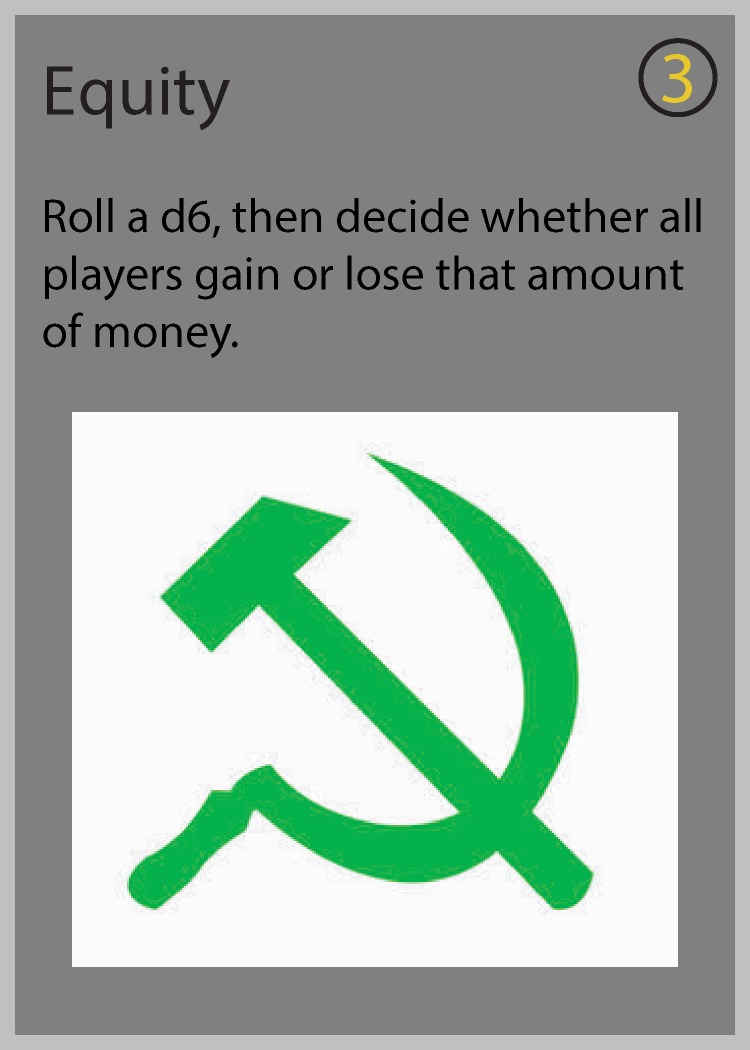 Equity
3
Roll a d6, then decide whether all
players gain or lose that amount
of money.